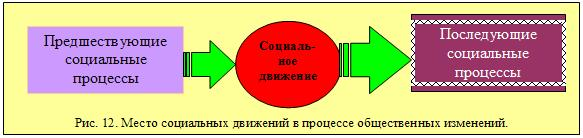 Предшествующие
социальные
процессы
Социаль-
ное
движение
Последующие
социальные
процессы
Рис. 12. Место социальных движений в процессе общественных изменений.